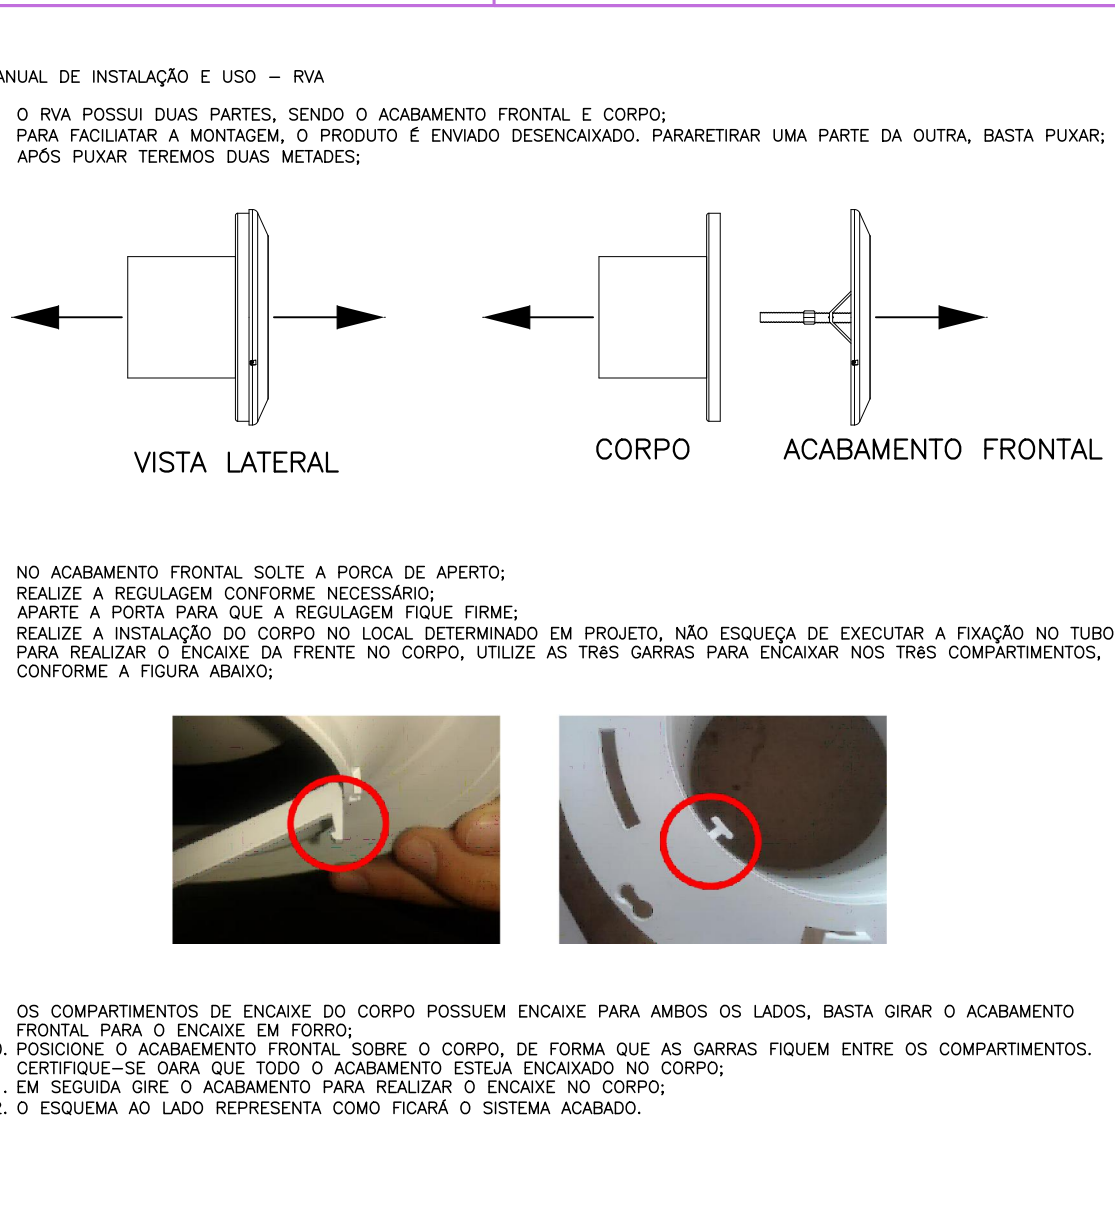 ANUAL DE INSTALAÇÃO E USO – RVA
O RVA POSSUI DUAS PARTES, SENDO O ACABAMENTO FRONTAL E CORPO;
PARA FACILIATAR A MONTAGEM, O PRODUTO É ENVIADO DESENCAIXADO. PARARETIRAR UMA PARTE DA OUTRA, BASTA PUXAR;
APÓS PUXAR TEREMOS DUAS METADES;
VISTA LATERAL
CORPO
ACABAMENTO FRONTAL
NO ACABAMENTO FRONTAL SOLTE A PORCA DE APERTO;
REALIZE A REGULAGEM CONFORME NECESSÁRIO;
APARTE A PORTA PARA QUE A REGULAGEM FIQUE FIRME;
REALIZE A INSTALAÇÃO DO CORPO NO LOCAL DETERMINADO EM PROJETO, NÃO ESQUEÇA DE EXECUTAR A FIXAÇÃO NO TUBO
PARA REALIZAR O ENCAIXE DA FRENTE NO CORPO, UTILIZE AS TRêS GARRAS PARA ENCAIXAR NOS TRêS COMPARTIMENTOS,
CONFORME A FIGURA ABAIXO;
OS COMPARTIMENTOS DE ENCAIXE DO CORPO POSSUEM ENCAIXE PARA AMBOS OS LADOS, BASTA GIRAR O ACABAMENTO
FRONTAL PARA O ENCAIXE EM FORRO;
. POSICIONE O ACABAEMENTO FRONTAL SOBRE O CORPO, DE FORMA QUE AS GARRAS FIQUEM ENTRE OS COMPARTIMENTOS.
CERTIFIQUE–SE OARA QUE TODO O ACABAMENTO ESTEJA ENCAIXADO NO CORPO;
. EM SEGUIDA GIRE O ACABAMENTO PARA REALIZAR O ENCAIXE NO CORPO;
. O ESQUEMA AO LADO REPRESENTA COMO FICARÁ O SISTEMA ACABADO.